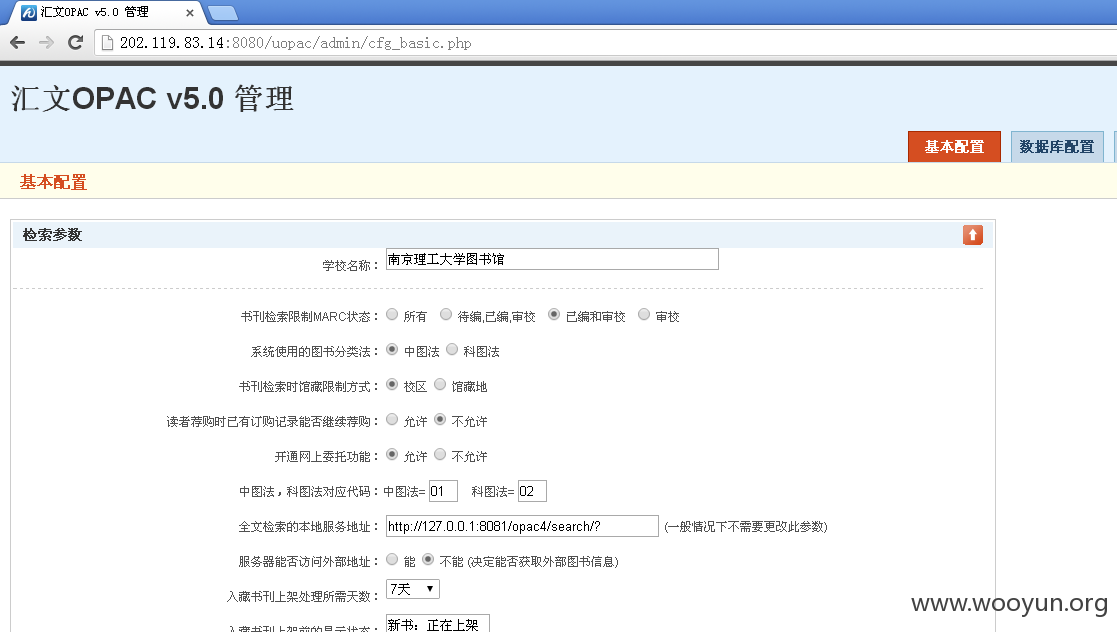 汇文OPAC v5.0 管理
202.119.83.14:8080/uopac/admin/cfg_basic.php
汇文OPAC v5.0 管理
基本配置 数据库配置
基本配置
检索参数
学校名称： 南京理工大学图书馆
书刊检索限制MARC状态： 所有 待编,已编,审校 已编和审校 审校
系统使用的图书分类法： 中图法 科图法
书刊检索时馆藏限制方式： 校区 馆藏地
读者荐购时已有订购记录能否继续荐购： 允许 不允许
开通网上委托功能： 允许 不允许
中图法，科图法对应代码：中图法= 01 科图法= 02
全文检索的本地服务地址： http://127.0.0.1:8081/opac4/search/? (一般情况下不需要更改此参数)
服务器能否访问外部地址： 能 不能 (决定能否获取外部图书信息)
入藏书刊上架处理所需天数： 7天
入藏书刊上架前的显示状态： 新书：正在上架
www.wooyun.org